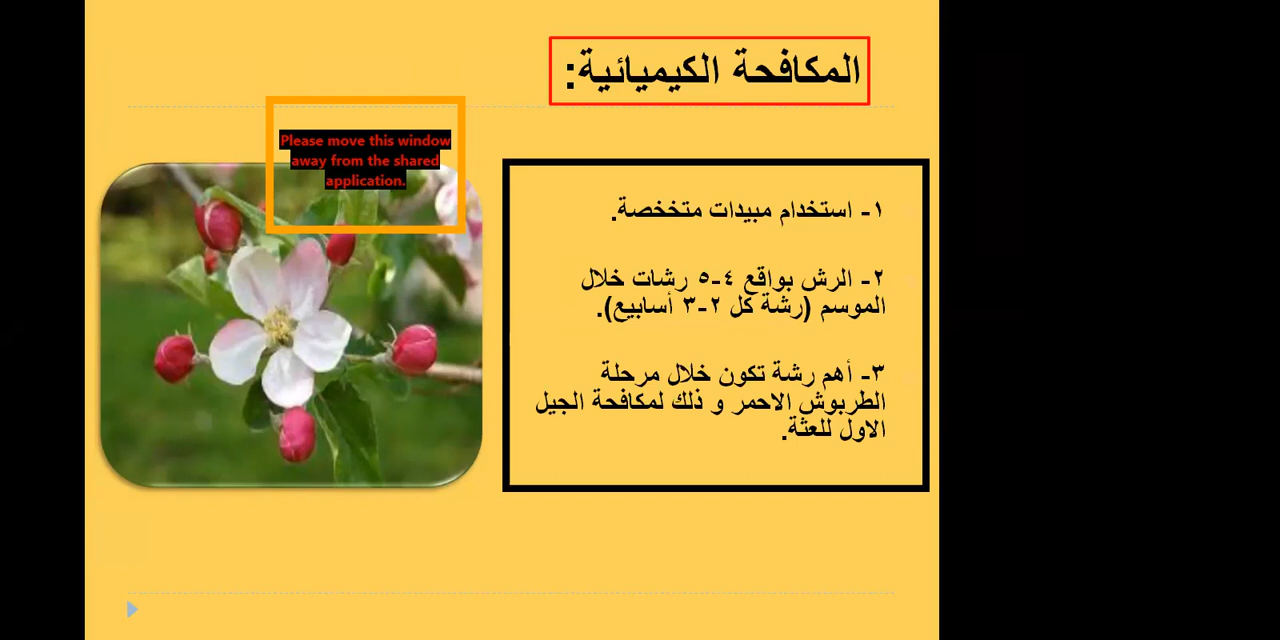 المكافحة الكيميائية:
Please move this window
away from the shared
application.
١- استخدام مبيدات متخخصة.
٢- الرش بواقع ٤-٥ رشات خلال
الموسم (رشة كل ٢-٣ أسابيع).
٣- أهم رشة تكون خلال مرحلة
الطربوش الاحمر و ذلك لمكافحة الجيل
الاول للعثة.